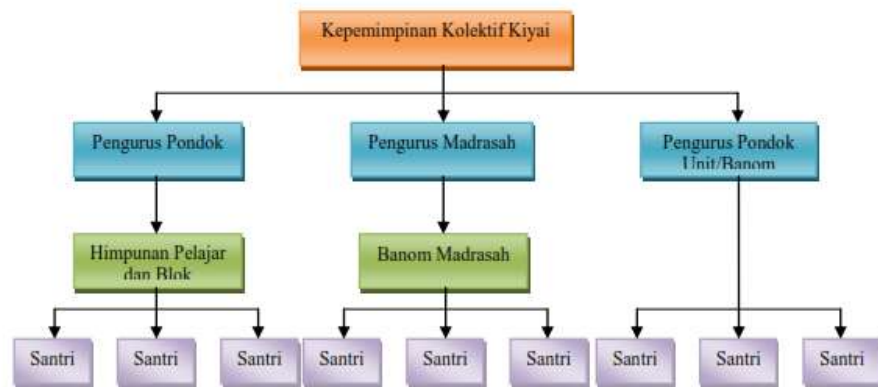 Kepemimpinan Kolektif Kiyai
Pengurus Pondok
Pengurus Madrasah
Pengurus Pondok
Unit/Banom
Himpunan Pelajar
dan Blok
Banom Madrasah
Santri
Santri
Santri
Santri
Santri
Santri
Santri
Santri
Santri